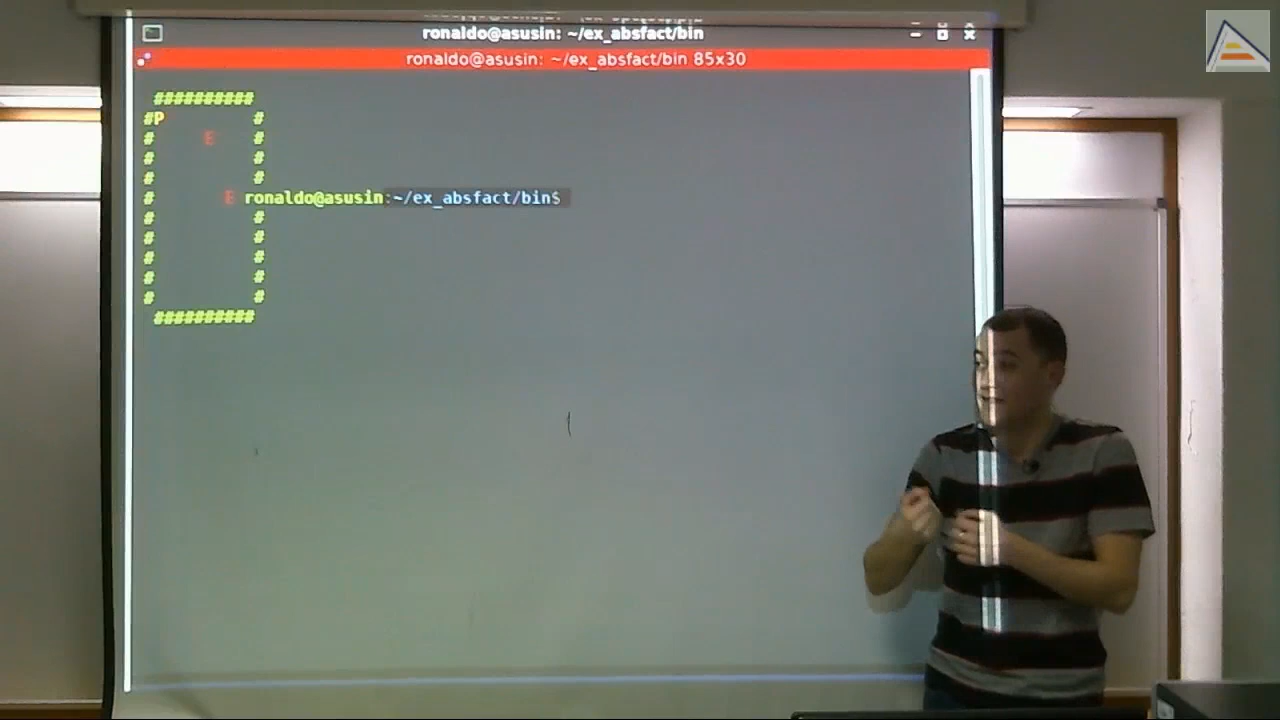 ronaldo@asusin: ~/ex_absfact/bin
ronaldo@asusin: ~/ex_absfact/bin 85x30
##########
#P #
# E #
# #
# #
# E ronaldo@asusin:~/ex_absfact/bin$
# #
# #
# #
# #
# #
##########